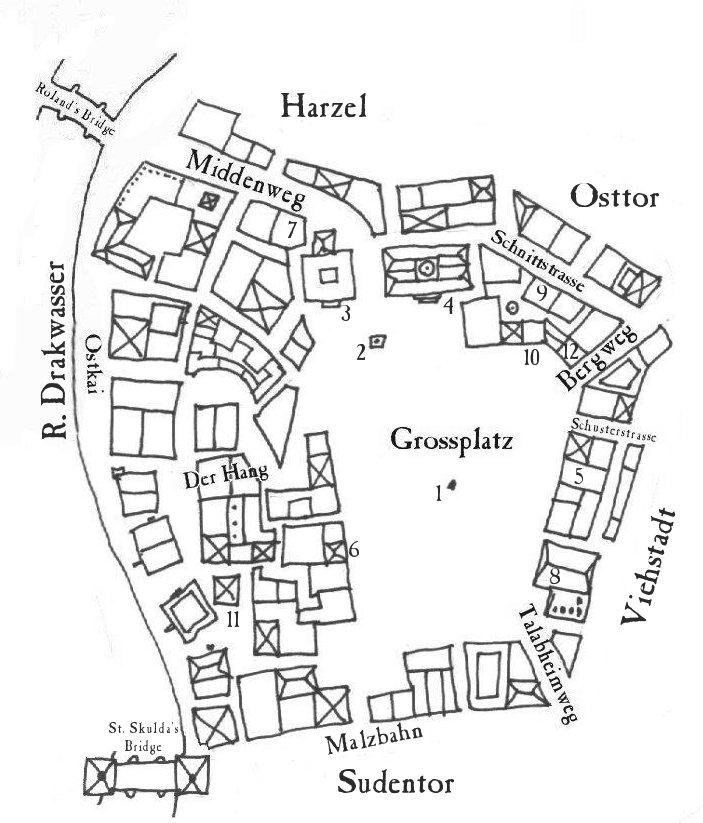 Roland's Bridge
Harzel
Middenweg
Osttor
7
Schnittstrasse
9
3
4
2
10
12
Bergweg
R. Drakwasser
Ostkai
Grossplatz
Schusterstrasse
1
5
Der Hang
6
8
Viehstadt
11
Talabheimweg
St. Skulda's
Bridge
Malzbahn
Sudentor